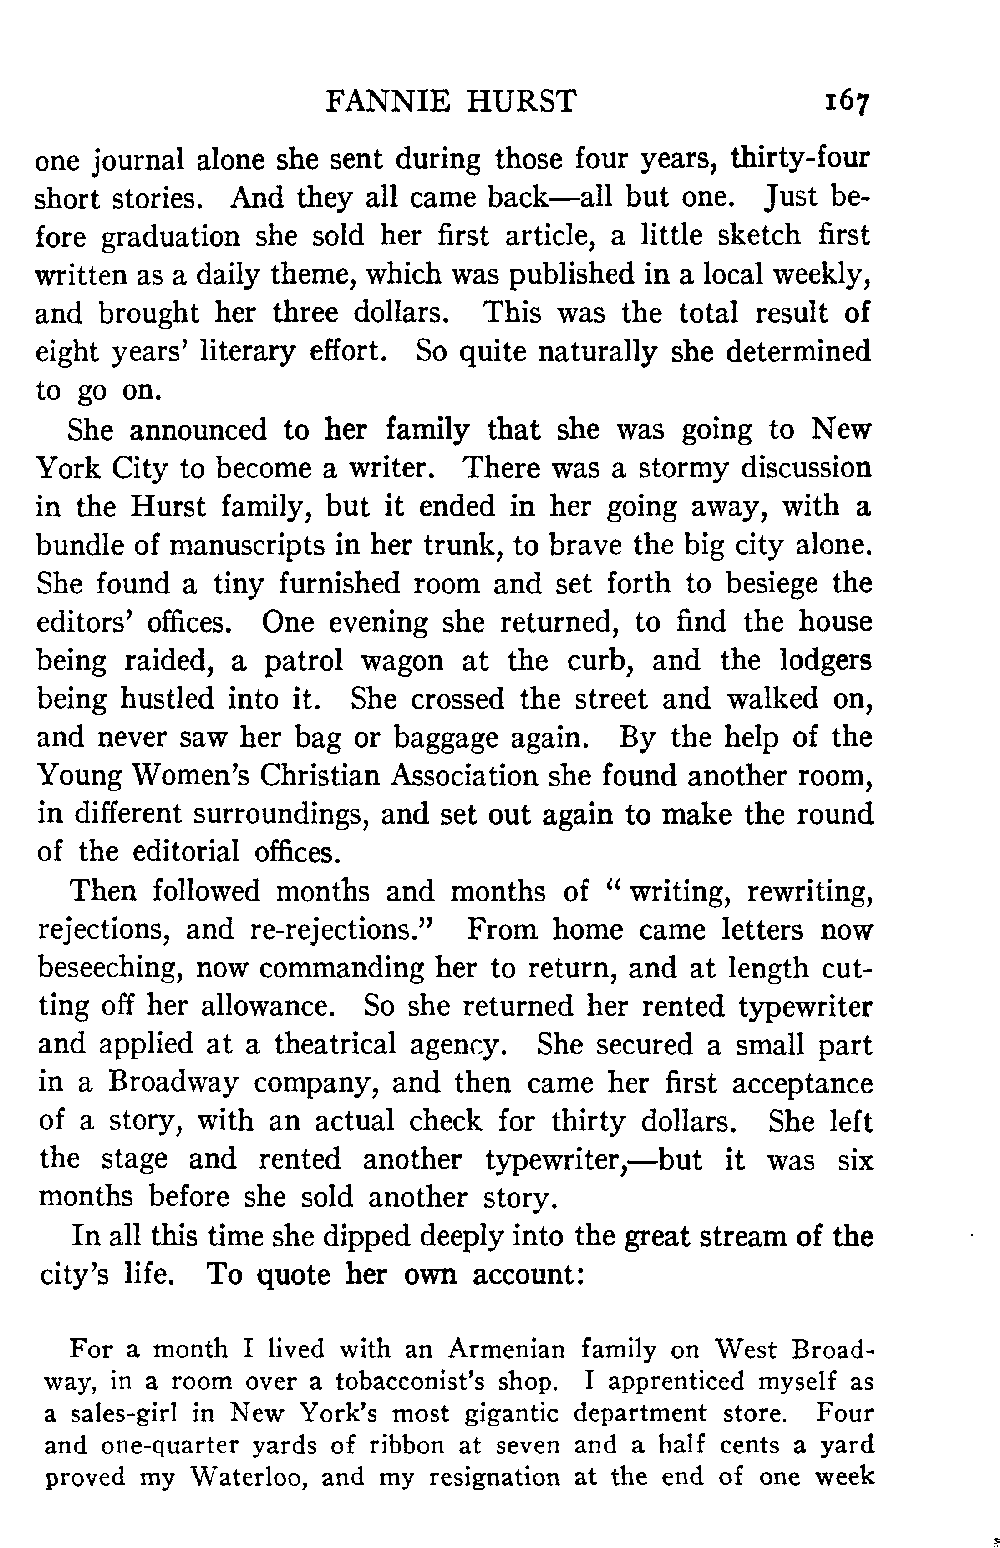 FANNIE HURST 167
one journal alone she sent during those four years, thirty-four
short stories. And they all came back—all but one. Just be-
fore graduation she sold her first article, a little sketch first
written as a daily theme, which was published in a local weekly,
and brought her three dollars. This was the total result of
eight years' literary effort. So quite naturally she determined
to go on.
She announced to her family that she was going to New
York City to become a writer. There was a stormy discussion
in the Hurst family, but it ended in her going away, with a
bundle of manuscripts in her trunk, to brave the big city alone.
She found a tiny furnished room and set forth to besiege the
editors' offices. One evening she returned, to find the house
being raided, a patrol wagon at the curb, and the lodgers
being hustled into it. She crossed the street and walked on,
and never saw her bag or baggage again. By the help of the
Young Women's Christian Association she found another room,
in different surroundings, and set out again to make the round
of the editorial offices.
Then followed months and months of “ writing, rewriting,
rejections, and re-rejections.” From home came letters now
beseeching, now commanding her to return, and at length cut-
ting off her allowance. So she returned her rented typewriter
and applied at a theatrical agency. She secured a small part
in a Broadway company, and then came her first acceptance
of a story, with an actual check for thirty dollars. She left
the stage and rented another typewriter,—but it was six
months before she sold another story.
In all this time she dipped deeply into the great stream of the
city's life. To quote her own account:
For a month I lived with an Armenian family on West Broad-
way, in a room over a tobacconist's shop. I apprenticed myself as
a sales-girl in New York's most gigantic department store. Four
and one-quarter yards of ribbon at seven and a half cents a yard
proved my Waterloo, and my resignation at the end of one week